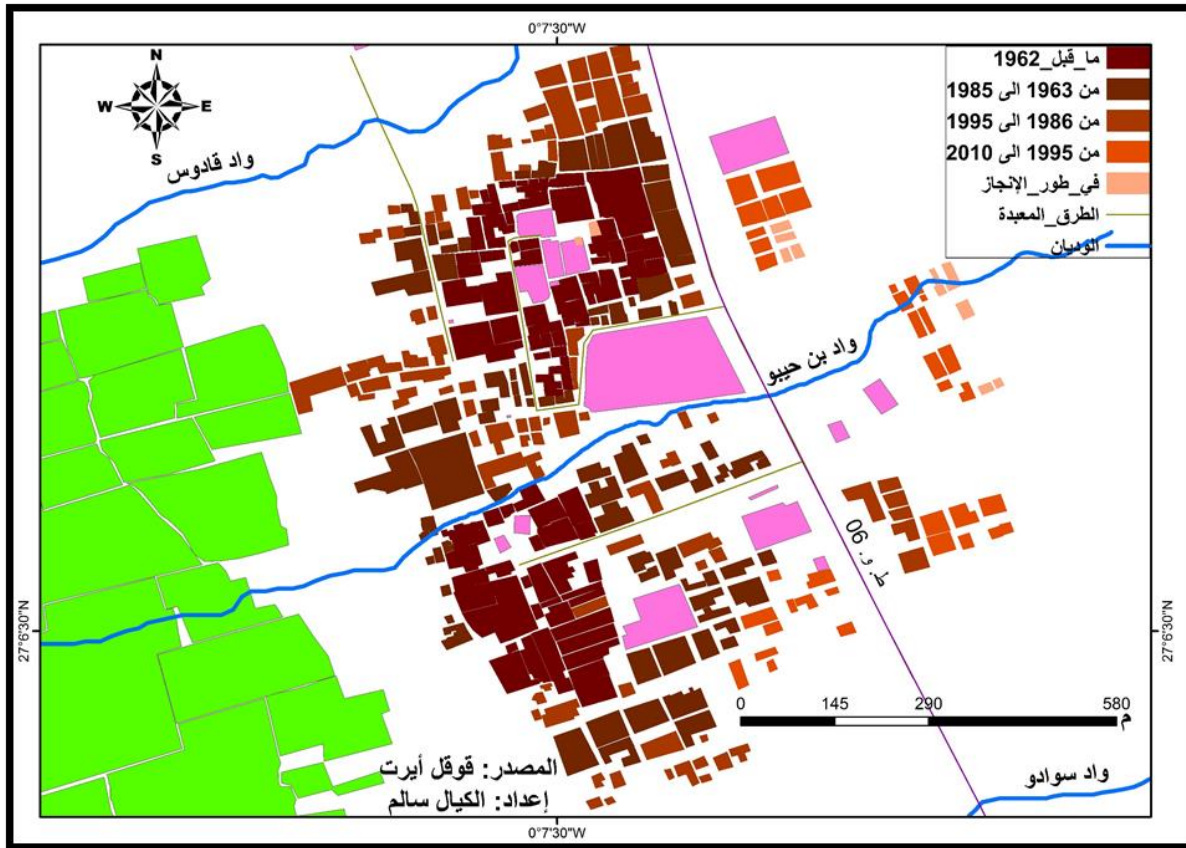 0°7'30"W
N
W
E
S
ما_قبل_1962
من 1963 الى 1985
من 1986 الى 1995
من 1995 الى 2010
في_طور_الإنجاز
الطرق_المعبدة
الوديان
واد قادوس
واد بن حيبو
ط. و. 06
27°6'30"N
27°6'30"N
0 145 290 580
م
المصدر: قوقل أيرت
إعداد: الكيال سالم
واد سوادو
0°7'30"W